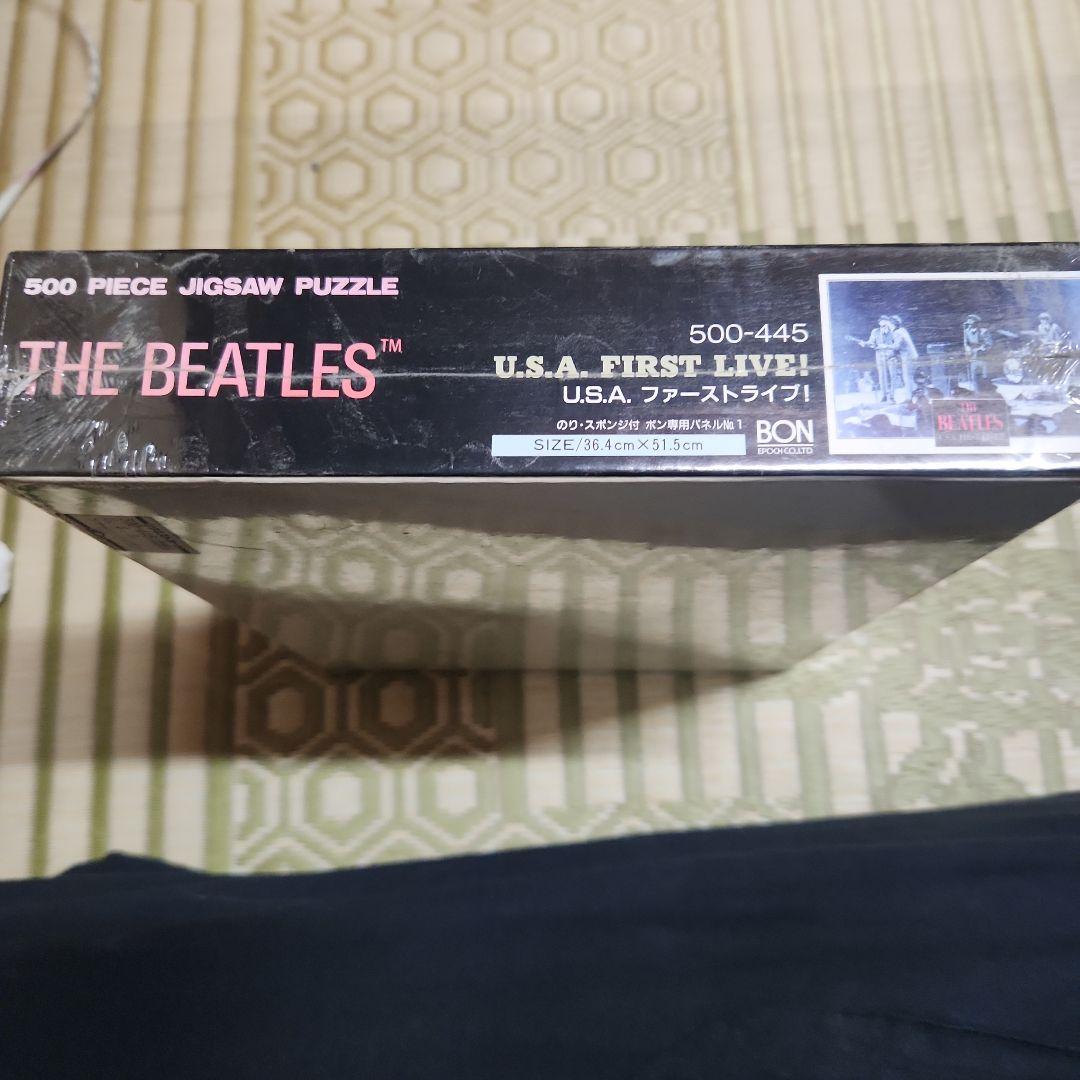 500 PIECE JIGSAW PUZZLE
THE BEATLES™
500-445
U.S.A. FIRST LIVE!
U.S.A. ファーストライブ!
のり・スポンジ付 ボン専用パネル№1
SIZE/36.4cm×51.5cm
BON
EPOCH CO.,LTD
THE
BEATLES